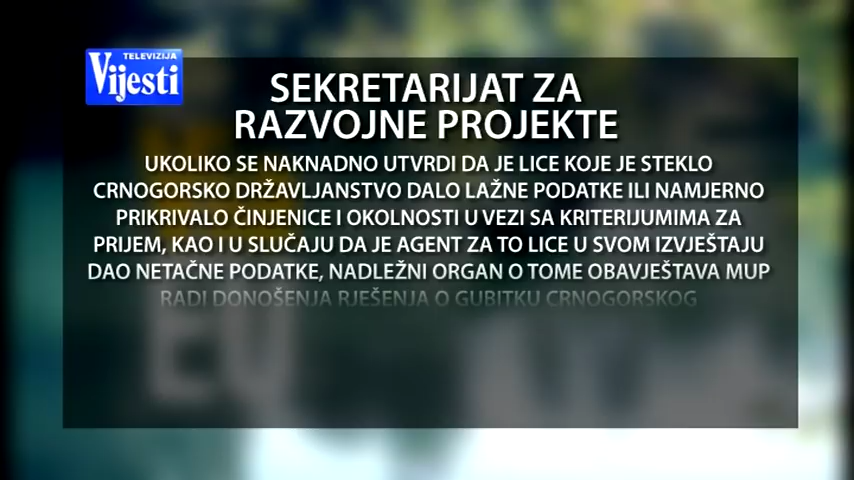 TELEVIZIJA
Vijesti
SEKRETARIJAT ZA
RAZVOJNE PROJEKTE
UKOLIKO SE NAKNADNO UTVRDI DA JE LICE KOJE JE STEKLO
CRNOGORSKO DRŽAVLJANSTVO DALO LAŽNE PODATKE ILI NAMJERNO
PRIKRIVALO ČINJENICE I OKOLNOSTI U VEZI SA KRITERIJUMIMA ZA
PRIJEM, KAO I U SLUČAJU DA JE AGENT ZA TO LICE U SVOM IZVJEŠTAJU
DAO NETAČNE PODATKE, NADLEŽNI ORGAN O TOME OBAVJEŠTAVA MUP
RADI DONOŠENJA RJEŠENJA O GUBITKU CRNOGORSKOG